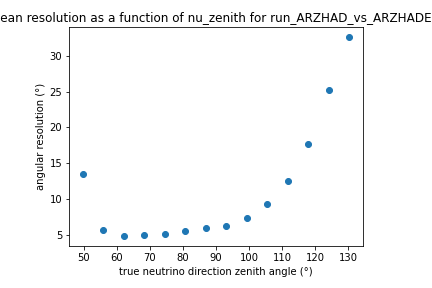 ean resolution as a function of nu_zenith for run_ARZHAD_vs_ARZHADE
30
25
20
15
10
5
angular resolution (°)
50 60 70 80 90 100 110 120 130
true neutrino direction zenith angle (°)